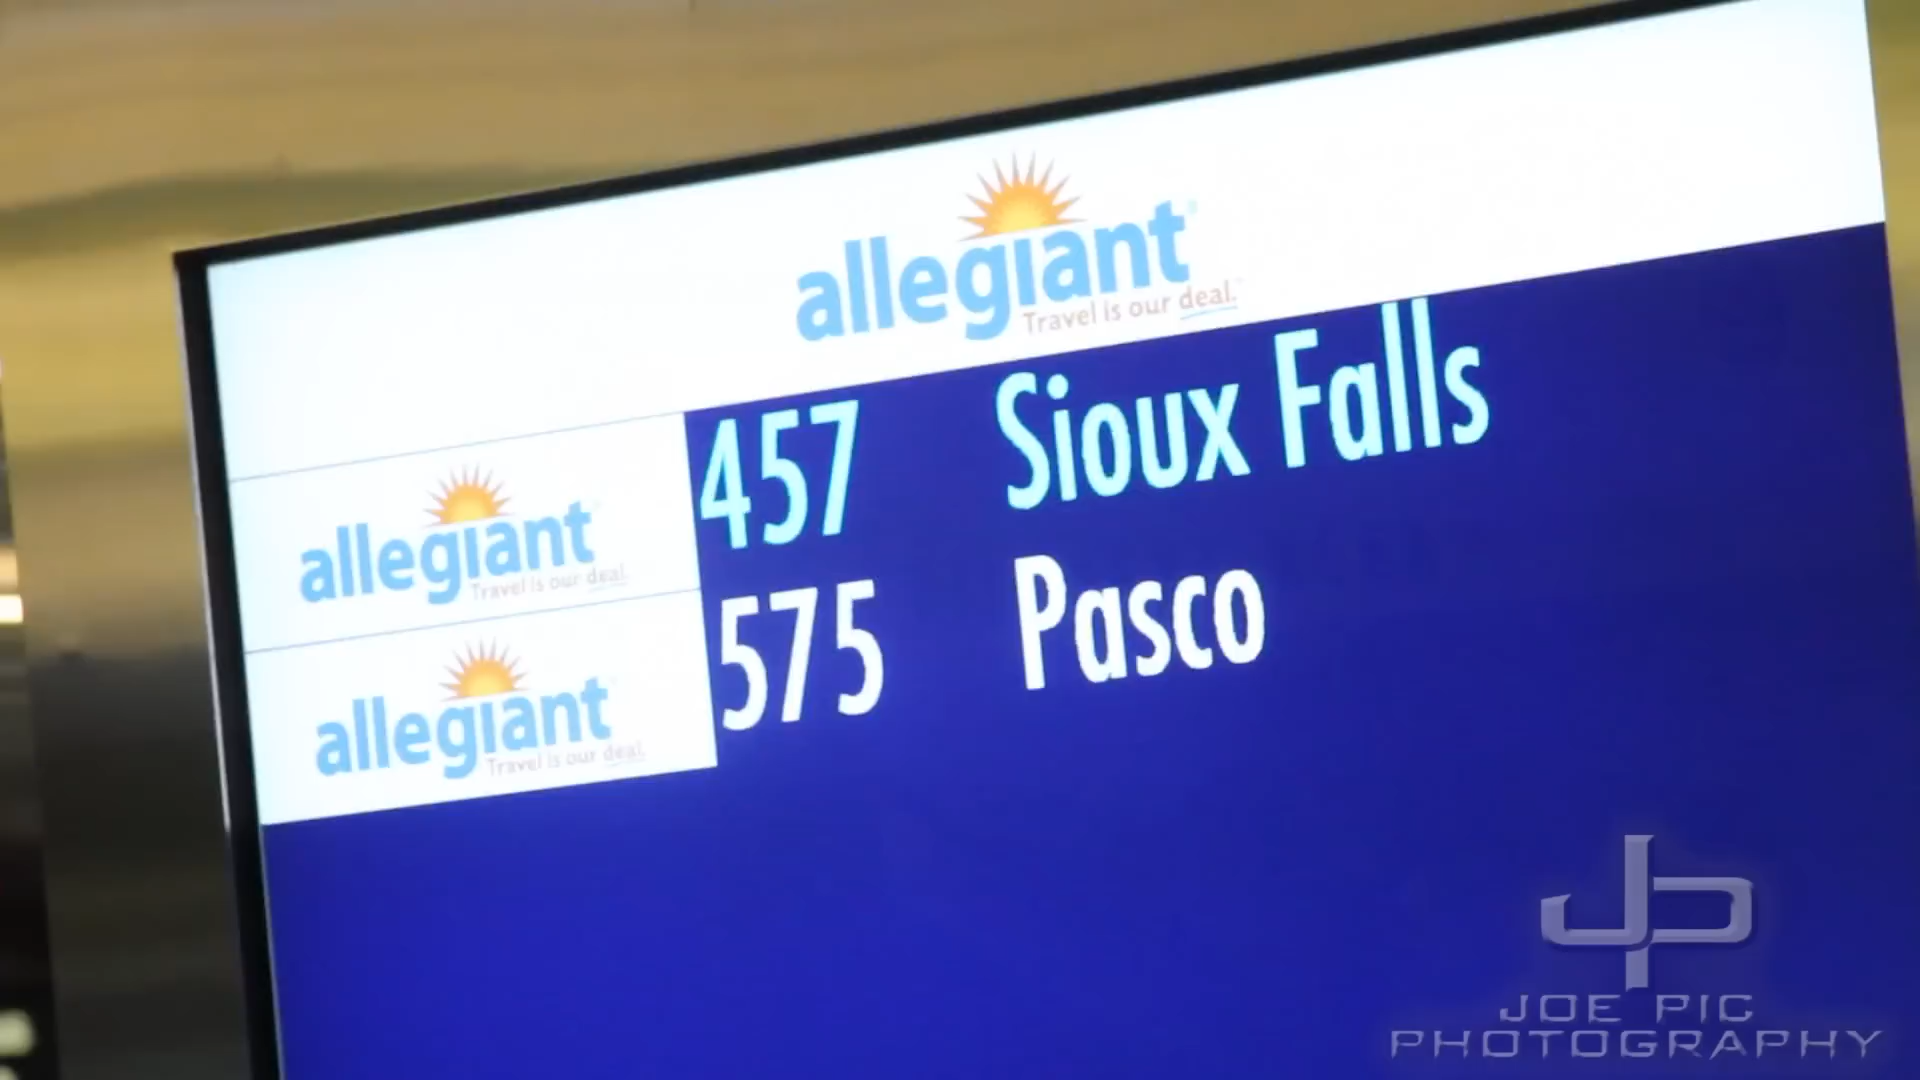 allegiant
Travel is our deal.
457 Sioux Falls
allegiant
Travel is our deal.
575 Pasco
allegiant
Travel is our deal.
JP
JOE PIC
PHOTOGRAPHY